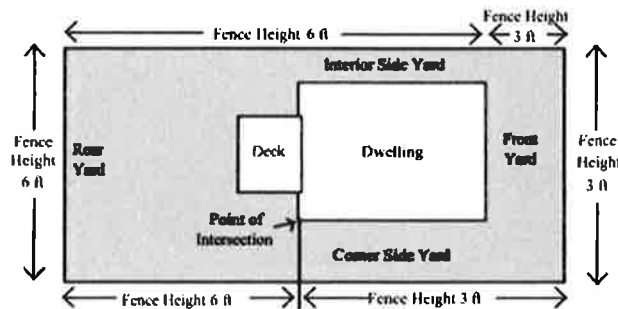 Fence Height
3 ft
Fence Height 6 ft
Interior Side Yard
Fence
Height
6 ft
Rear
Yard
Deck
Dwelling
Front
Yard
Fence
Height
3 ft
Point of
Intersection
Corner Side Yard
Fence Height 6 ft
Fence Height 3 ft